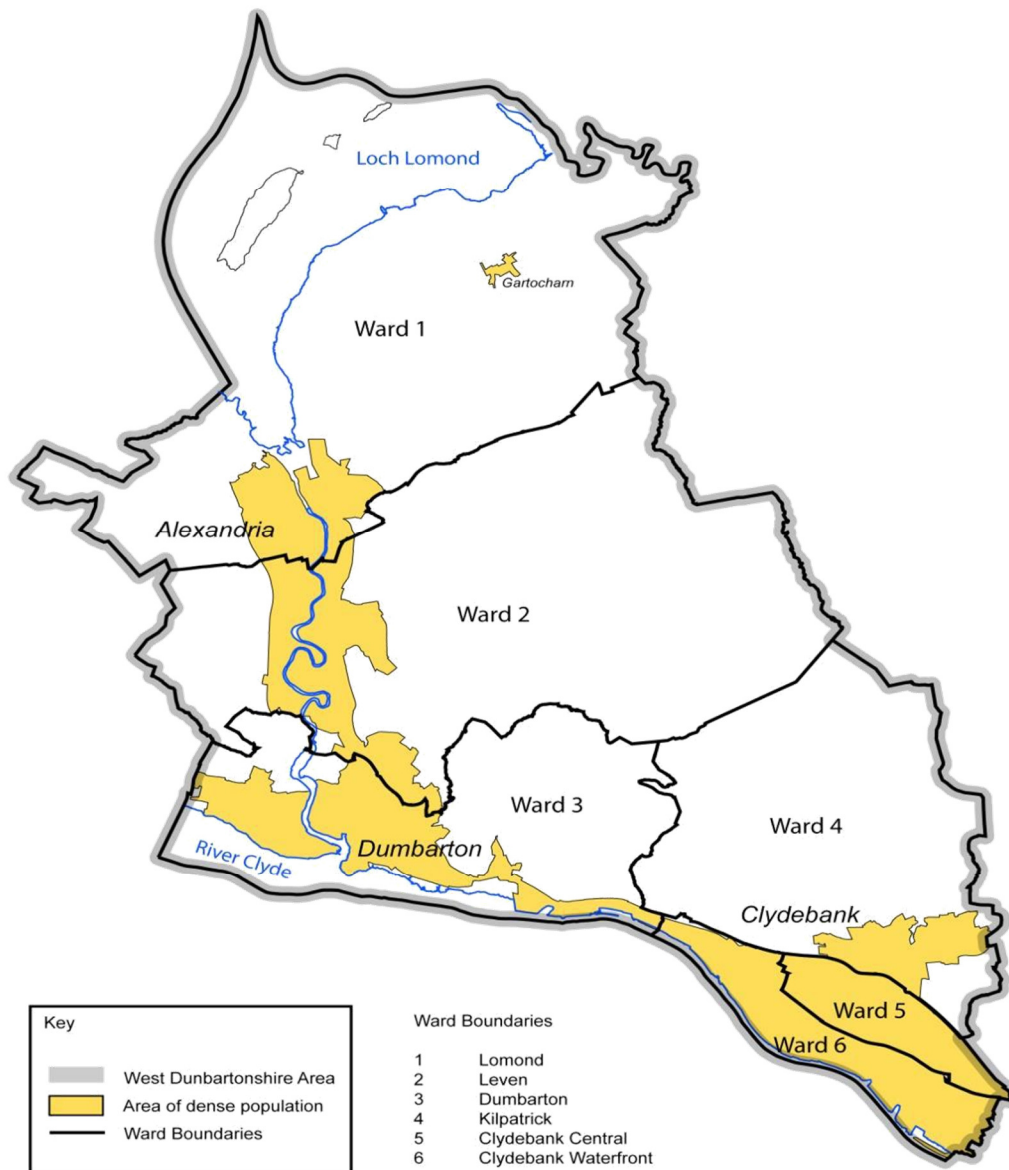 Loch Lomond
Gartocharn
Ward 1
Alexandria
Ward 2
Ward 3
Ward 4
Dumbarton
River Clyde
Clydebank
Ward 5
Ward 6
Key
West Dunbartonshire Area
Area of dense population
Ward Boundaries
Ward Boundaries
1 Lomond
2 Leven
3 Dumbarton
4 Kilpatrick
5 Clydebank Central
6 Clydebank Waterfront